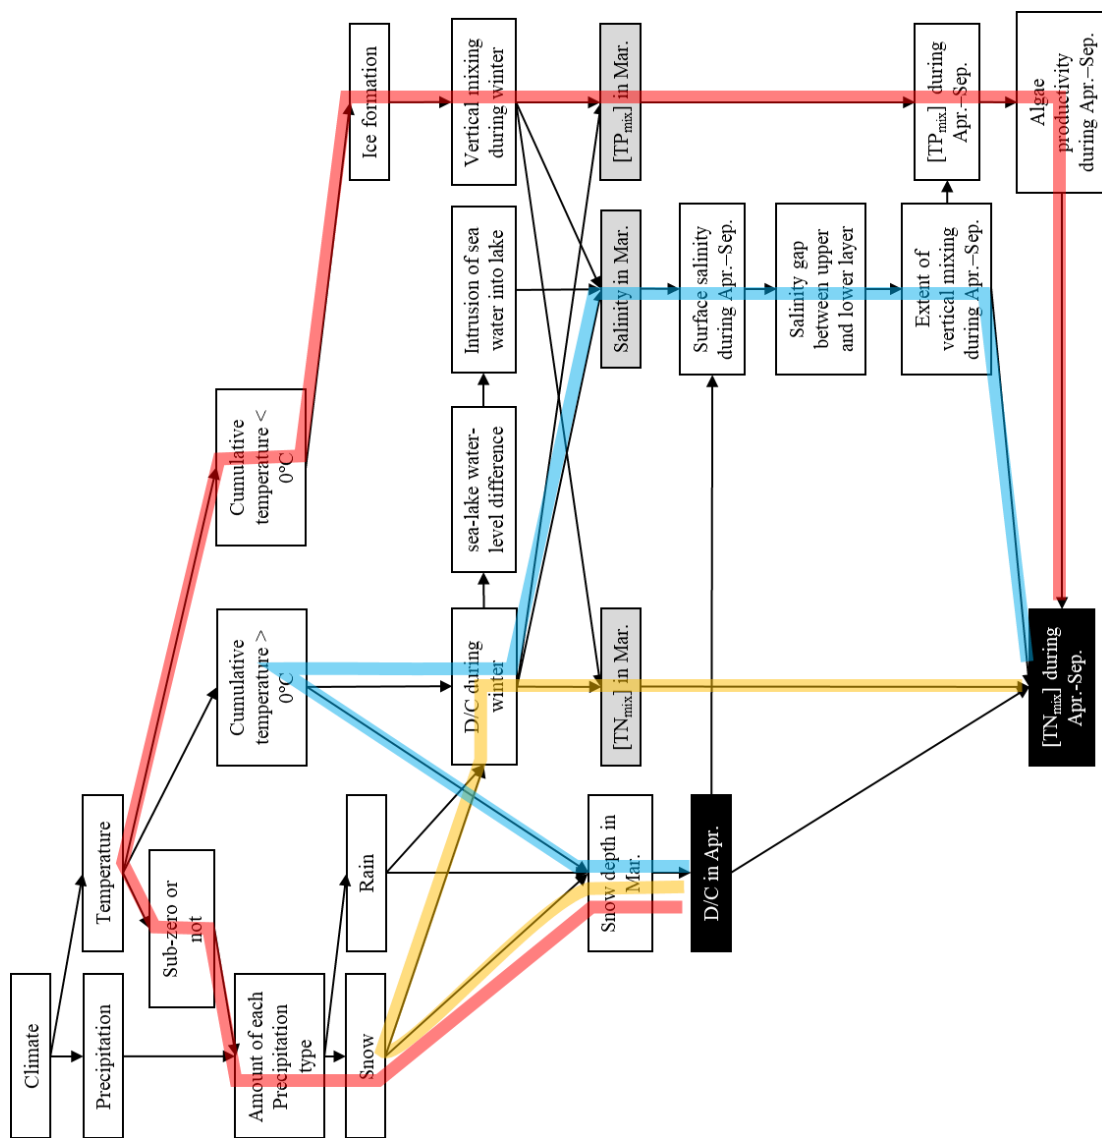 Climate
Precipitation
Temperature
Sub-zero or
not
Amount of each
Precipitation
type
Cumulative
temperature >
0°C
Cumulative
temperature <
0°C
Snow
Rain
Ice formation
D/C during
winter
sea-lake water-
level difference
Intrusion of sea
water into lake
Vertical mixing
during winter
Snow depth in
Mar.
[TNmix] in Mar.
Salinity in Mar.
[TPmix] in Mar.
D/C in Apr.
Surface salinity
during Apr.–Sep.
Salinity gap
between upper
and lower layer
Extent of
vertical mixing
during Apr.–Sep.
[TPmix] during
Apr.–Sep.
[TNmix] during
Apr.-Sep.
Algae
productivity
during Apr.–Sep.